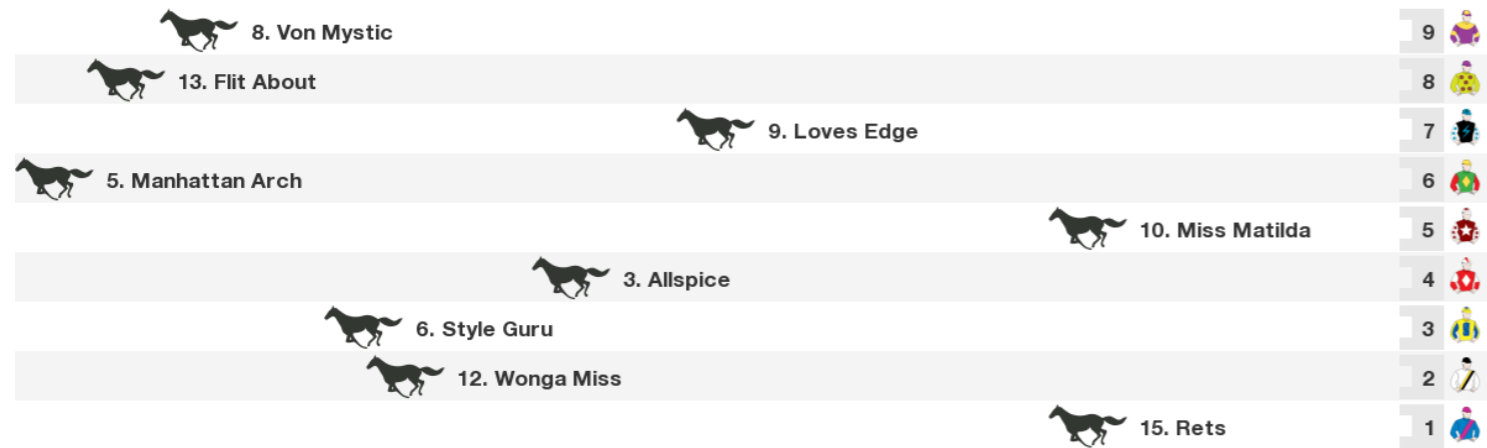 8. Von Mystic 9
13. Flit About 8
9. Loves Edge 7
5. Manhattan Arch 6
10. Miss Matilda 5
3. Allspice 4
6. Style Guru 3
12. Wonga Miss 2
15. Rets 1